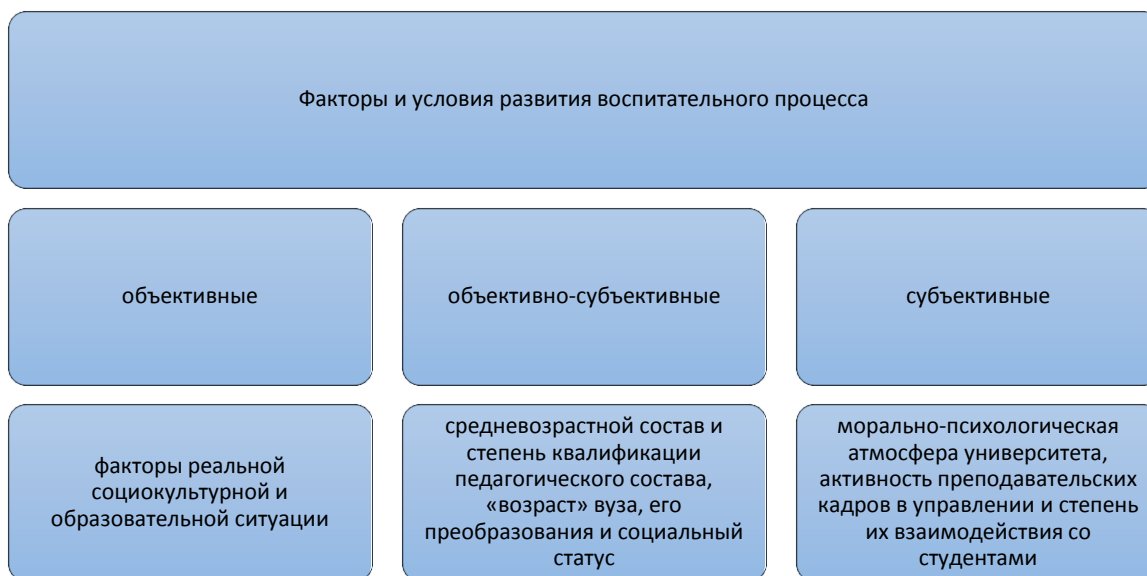 Факторы и условия развития воспитательного процесса
объективные
объективно-субъективные
субъективные
факторы реальной
социокультурной и
образовательной ситуации
средневозрастной состав и
степень квалификации
педагогического состава,
«возраст» вуза, его
преобразования и социальный
статус
морально-психологическая
атмосфера университета,
активность преподавательских
кадров в управлении и степень
их взаимодействия со
студентами